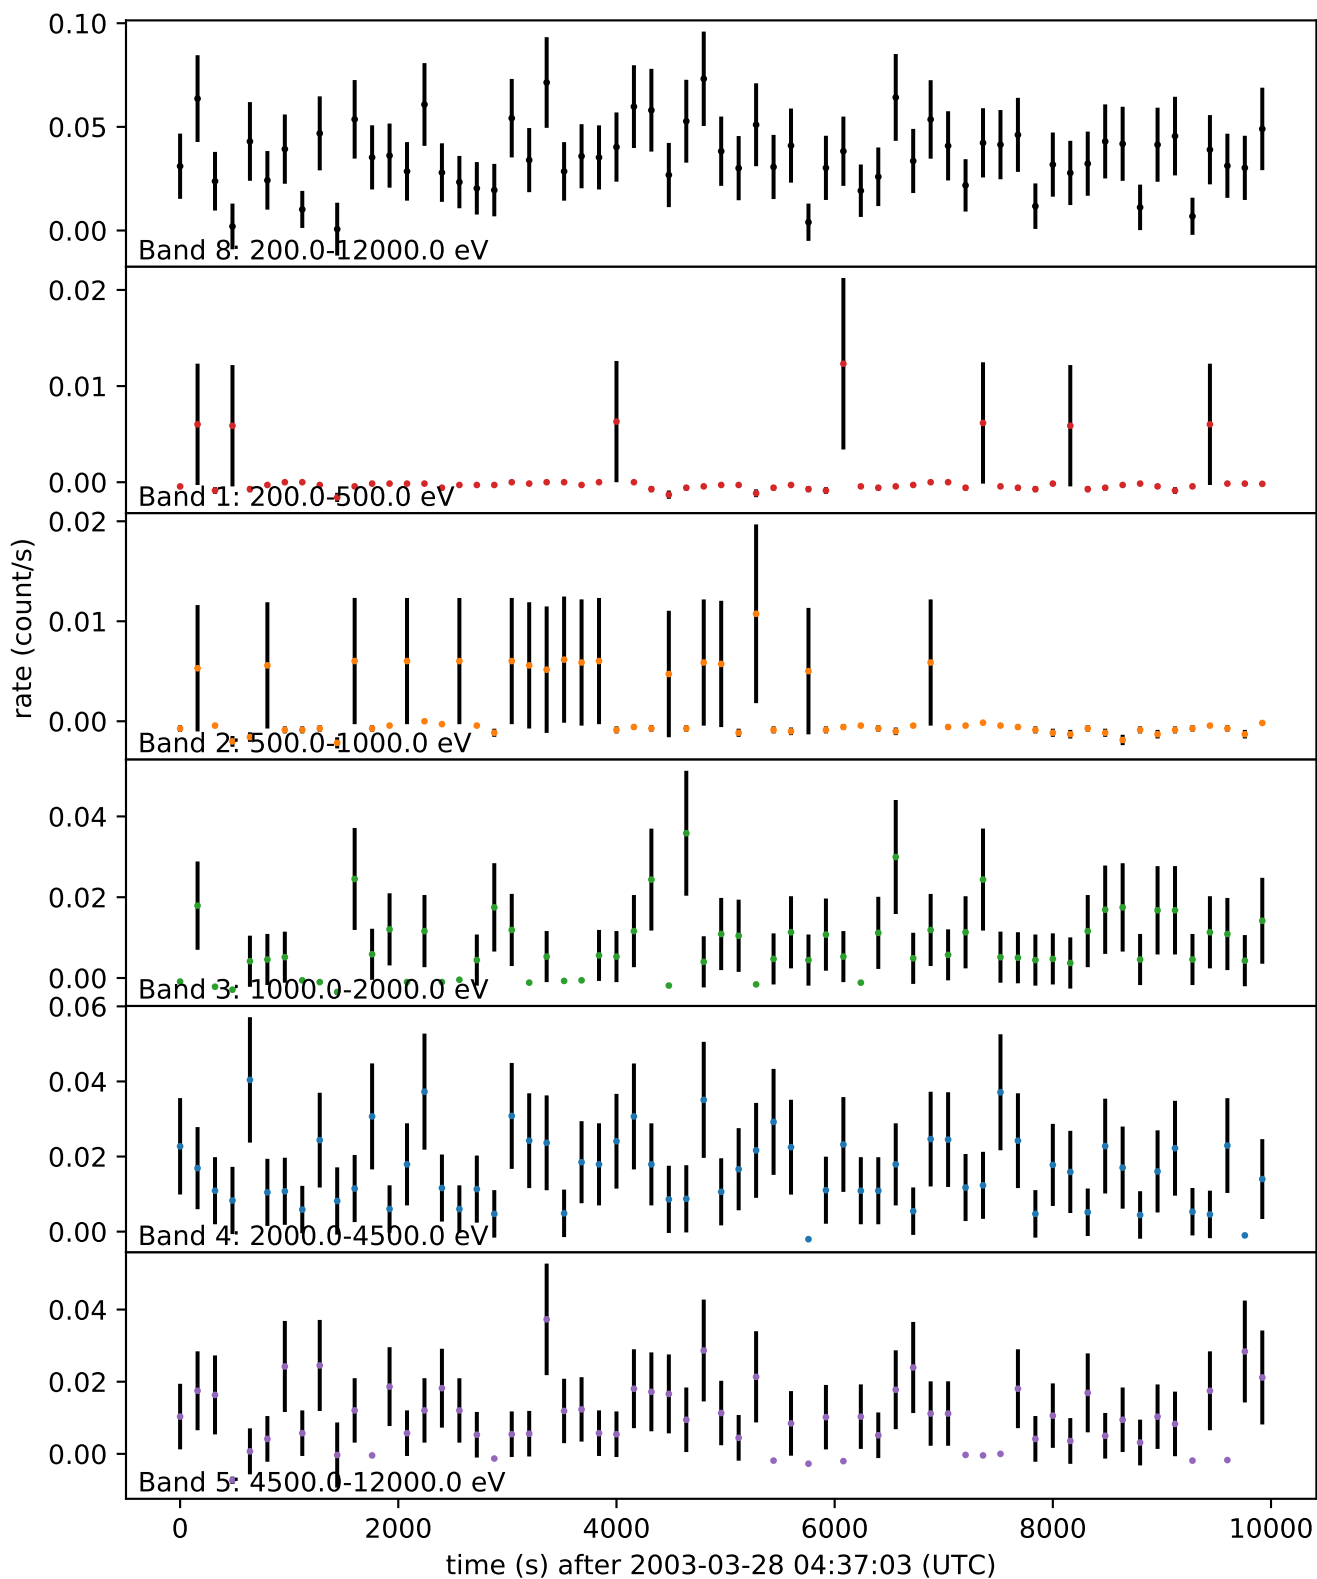 0.10
0.05
0.00
Band 8: 200.0-12000.0 eV
0.02
0.01
0.00
Band 1: 200.0-500.0 eV
0.02
0.01
0.00
Band 2: 500.0-1000.0 eV
rate (count/s)
0.04
0.02
0.00
Band 3: 1000.0-2000.0 eV
0.06
0.04
0.02
0.00
Band 4: 2000.0-4500.0 eV
0.04
0.02
0.00
Band 5: 4500.0-12000.0 eV
0 2000 4000 6000 8000 10000
time (s) after 2003-03-28 04:37:03 (UTC)